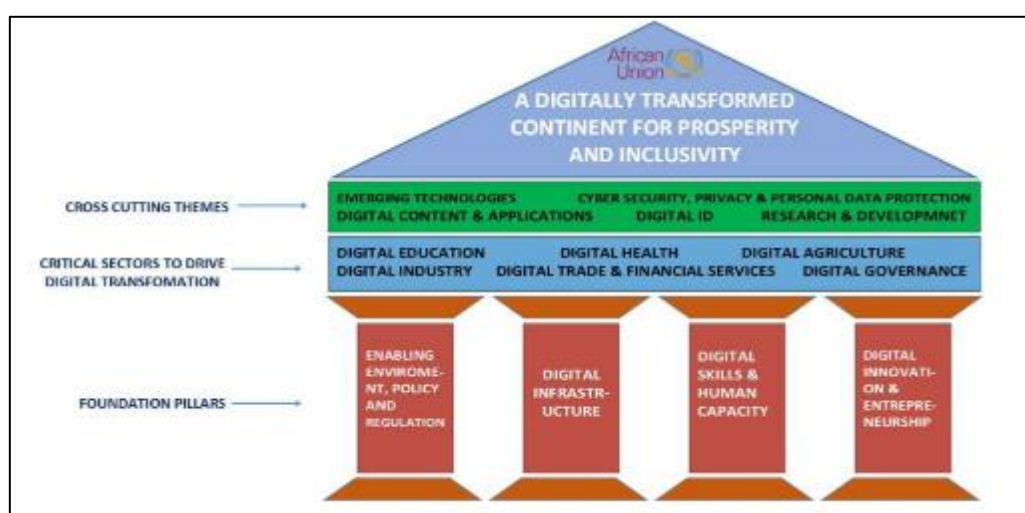 African
Union
A DIGITALLY TRANSFORMED
CONTINENT FOR PROSPERITY
AND INCLUSIVITY
CROSS CUTTING THEMES
EMERGING TECHNOLOGIES CYBER SECURITY, PRIVACY & PERSONAL DATA PROTECTION
DIGITAL CONTENT & APPLICATIONS DIGITAL ID RESEARCH & DEVELOPMNET
CRITICAL SECTORS TO DRIVE
DIGITAL TRANSFOMATION
DIGITAL EDUCATION DIGITAL HEALTH DIGITAL AGRICULTURE
DIGITAL INDUSTRY DIGITAL TRADE & FINANCIAL SERVICES DIGITAL GOVERNANCE
FOUNDATION PILLARS
ENABLING
ENVIROME-
NT, POLICY
AND
REGULATION
DIGITAL
INFRASTR-
UCTURE
DIGITAL
SKILLS &
HUMAN
CAPACITY
DIGITAL
INNOVATI-
ON &
ENTREPRE-
NEURSHIP